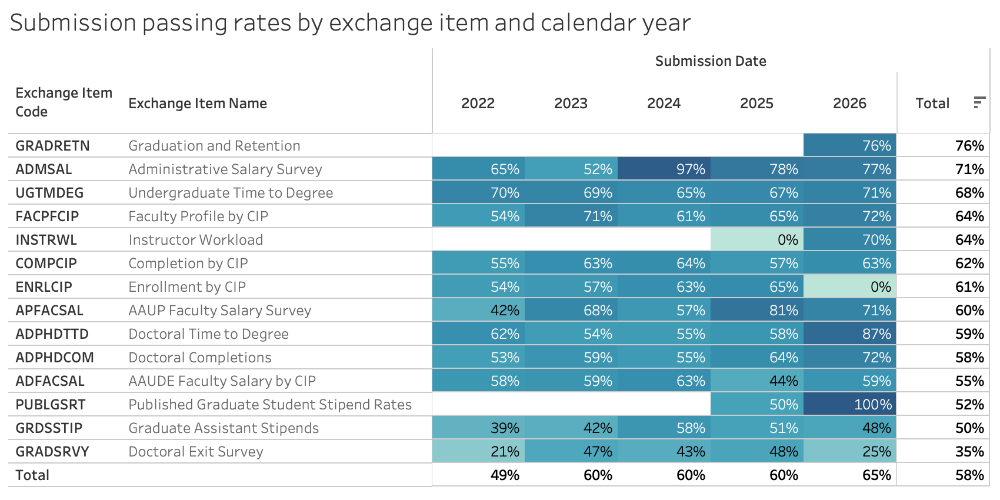 Submission passing rates by exchange item and calendar year
Submission Date
Exchange Item Code Exchange Item Name 2022 2023 2024 2025 2026 Total
GRADRETN Graduation and Retention 76% 76%
ADMSAL Administrative Salary Survey 65% 52% 97% 78% 77% 71%
UGTMDEG Undergraduate Time to Degree 70% 69% 65% 67% 71% 68%
FACPFCIP Faculty Profile by CIP 54% 71% 61% 65% 72% 64%
INSTRWL Instructor Workload 0% 70% 64%
COMPCIP Completion by CIP 55% 63% 64% 57% 63% 62%
ENRLCIP Enrollment by CIP 54% 57% 63% 65% 0% 61%
APFACSAL AAUP Faculty Salary Survey 42% 68% 57% 81% 71% 60%
ADPHDTTD Doctoral Time to Degree 62% 54% 55% 58% 87% 59%
ADPHDCOM Doctoral Completions 53% 59% 55% 64% 72% 58%
ADFACSAL AAUDE Faculty Salary by CIP 58% 59% 63% 44% 59% 55%
PUBLGSRT Published Graduate Student Stipend Rates 50% 100% 52%
GRDSSTIP Graduate Assistant Stipends 39% 42% 58% 51% 48% 50%
GRADSRVY Doctoral Exit Survey 21% 47% 43% 48% 25% 35%
Total 49% 60% 60% 60% 65% 58%